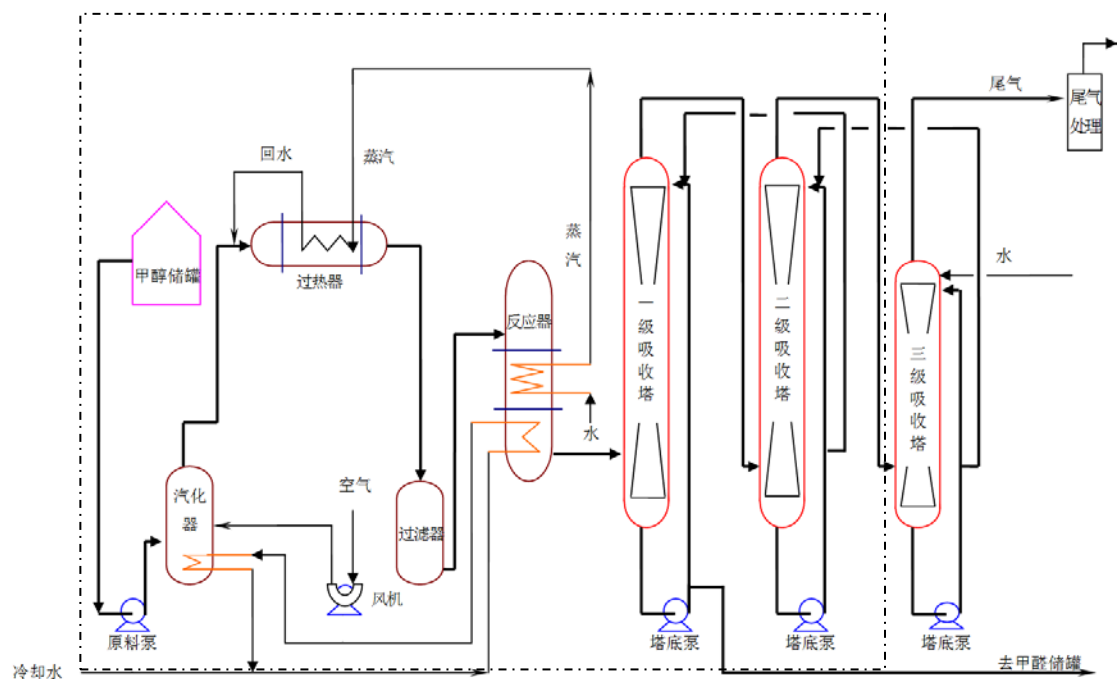 尾气
尾气
处理
回水
蒸汽
甲醇储罐
过热器
蒸
汽
反应器
水
一级吸收塔
二级吸收塔
三级吸收塔
水
汽化
器
空气
过滤器
风机
原料泵
塔底泵
塔底泵
塔底泵
冷却水
去甲醛储罐